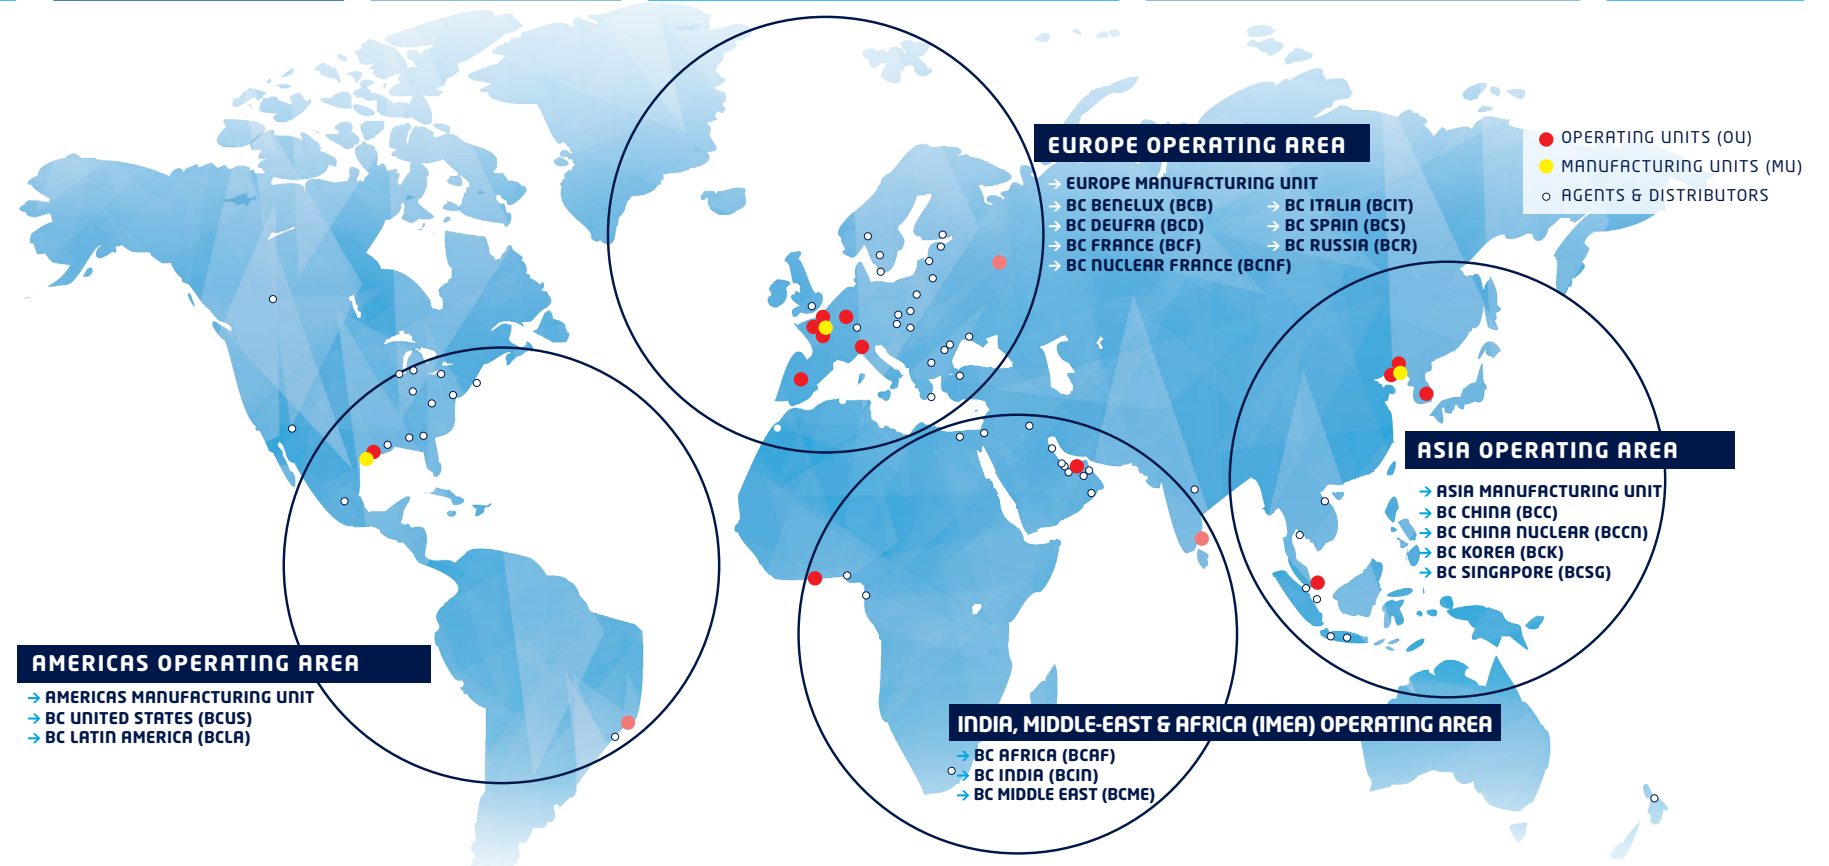 EUROPE OPERATING AREA
→ EUROPE MANUFACTURING UNIT
→ BC BENELUX (BCB)
→ BC DEUFRA (BCD)
→ BC FRANCE (BCF)
→ BC NUCLEAR FRANCE (BCNF)
→ BC ITALIA (BCIT)
→ BC SPAIN (BCS)
→ BC RUSSIA (BCR)
OPERATING UNITS (OU)
MANUFACTURING UNITS (MU)
AGENTS & DISTRIBUTORS
ASIA OPERATING AREA
→ ASIA MANUFACTURING UNIT
→ BC CHINA (BCC)
→ BC CHINA NUCLEAR (BCCN)
→ BC KOREA (BCK)
→ BC SINGAPORE (BCSG)
AMERICAS OPERATING AREA
→ AMERICAS MANUFACTURING UNIT
→ BC UNITED STATES (BCUS)
→ BC LATIN AMERICA (BCLA)
INDIA, MIDDLE-EAST & AFRICA (IMEA) OPERATING AREA
→ BC AFRICA (BCAF)
→ BC INDIA (BCIN)
→ BC MIDDLE EAST (BCME)